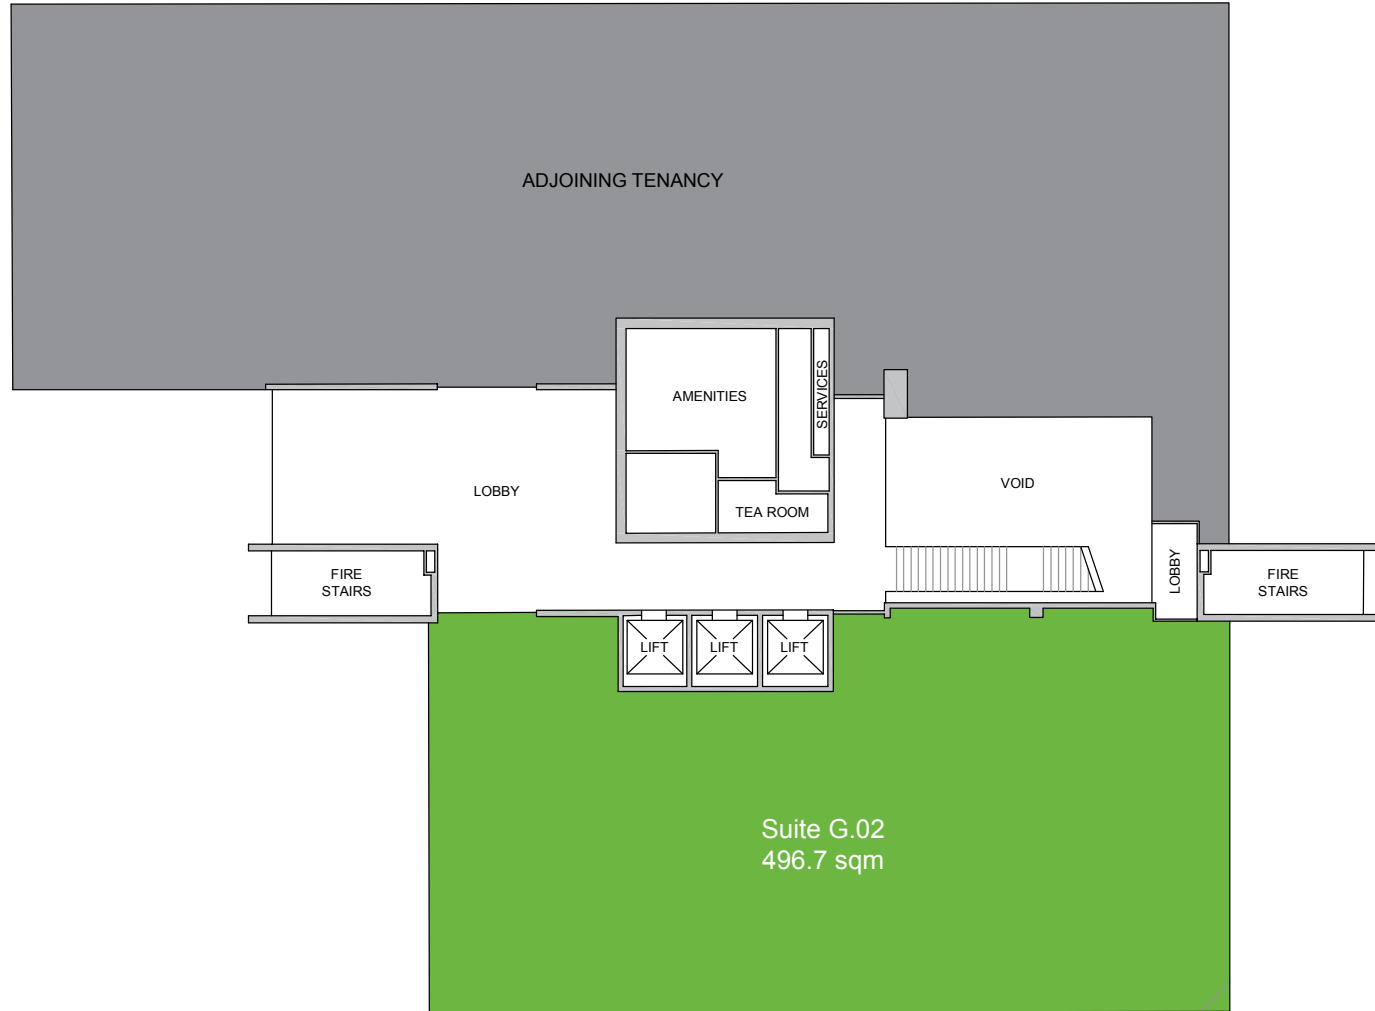 ADJOINING TENANCY
AMENITIES
SERVICES
LOBBY
TEA ROOM
VOID
FIRE
STAIRS
LOBBY
FIRE
STAIRS
LIFT
LIFT
LIFT
Suite G.02
496.7 sqm